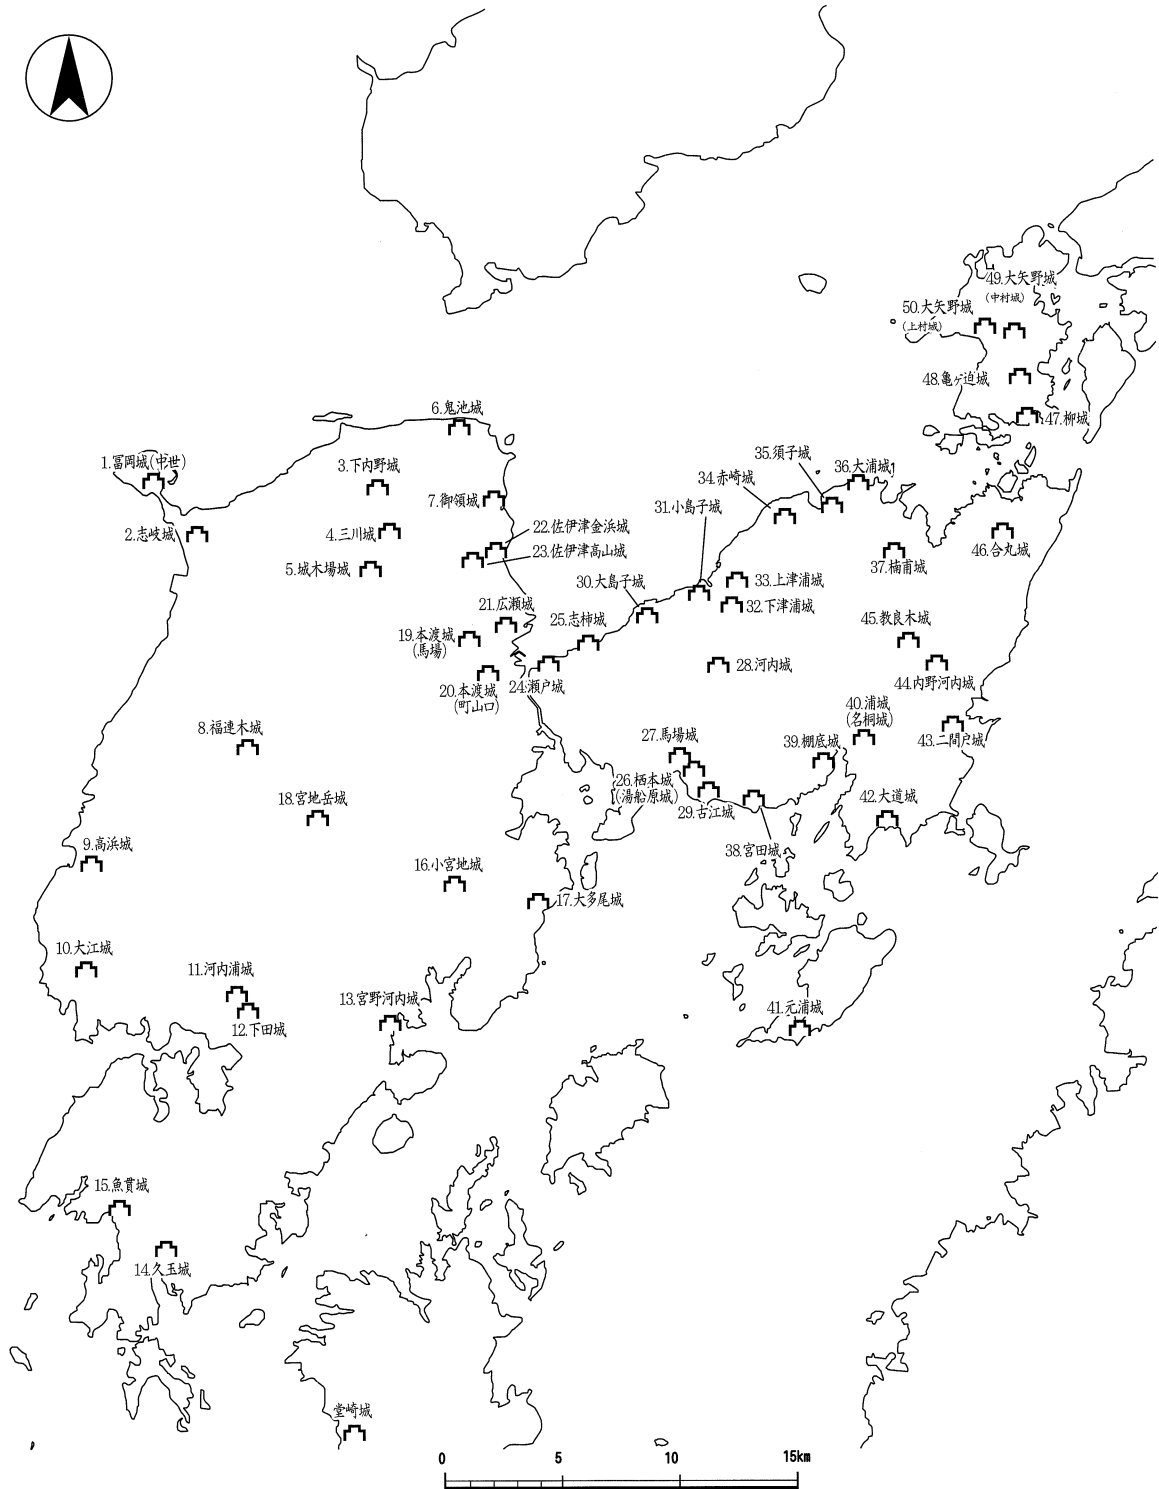 49.大矢野城
(中村城)
50.大矢野城
(上村城)
48.亀ヶ迫城
47.柳城
6.鬼池城
1.冨岡城(中世)
3.下内野城
35.須子城
36.大浦城
34.赤崎城
7.御領城
31.小島子城
2.志岐城
4.三川城
22.佐伊津金浜城
23.佐伊津高山城
46.合丸城
5.城木場城
37.楠甫城
30.大島子城
33.上津浦城
32.下津浦城
21.広瀬城
25.志柿城
45.教良木城
19.本渡城
(馬場)
28.河内城
24.瀬戸城
20.本渡城
(町山口)
44.内野河内城
40.浦城
(名桐城)
8.福連木城
27.馬場城
39.棚底城
43.二間戸城
26.栖本城
(湯船原城)
18.宮地岳城
29.古江城
42.大道城
9.高浜城
38.宮田城
16.小宮地城
17.大多尾城
10.大江城
11.河内浦城
13.宮野河内城
41.元浦城
12.下田城
15.魚貫城
14.久玉城
堂崎城
0 5 10 15km